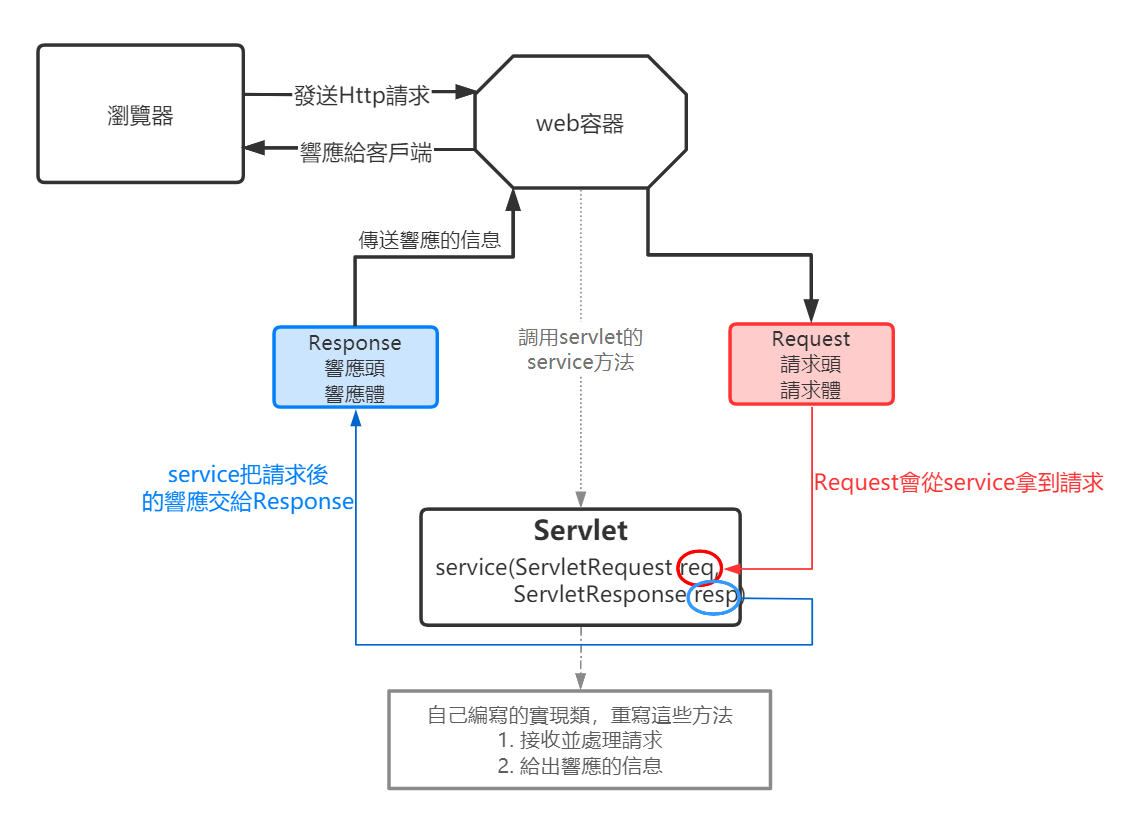 瀏覽器
發送Http請求
響應給客戶端
web容器
傳送響應的信息
調用servlet的
service方法
Response
響應頭
響應體
Request
請求頭
請求體
service把請求後
的響應交給Response
Request會從service拿到請求
Servlet
service(ServletRequest req,
ServletResponse resp)
自己編寫的實現類，重寫這些方法
1. 接收並處理請求
2. 給出響應的信息